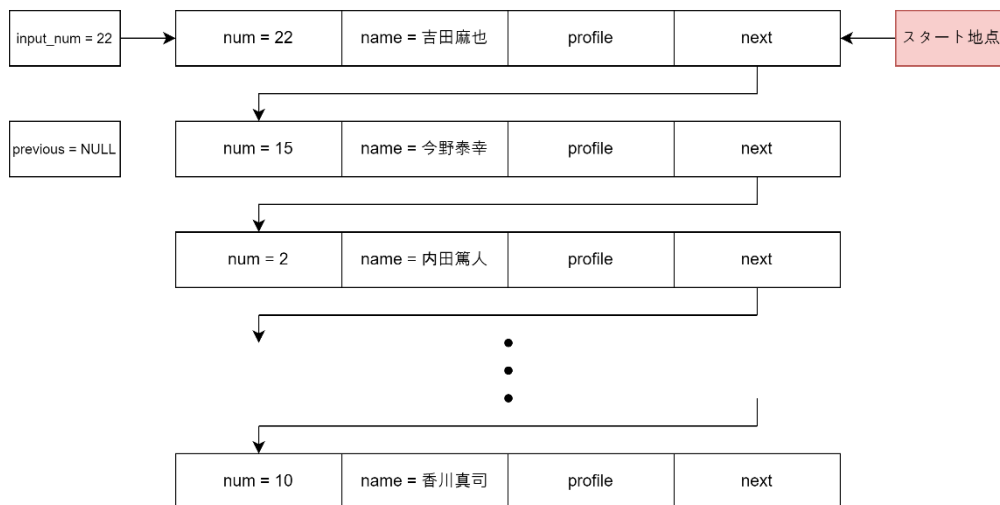 input_num = 22
num = 22
name = 吉田麻也
profile
next
スタート地点
previous = NULL
num = 15
name = 今野泰幸
profile
next
num = 2
name = 内田篤人
profile
next
num = 10
name = 香川真司
profile
next